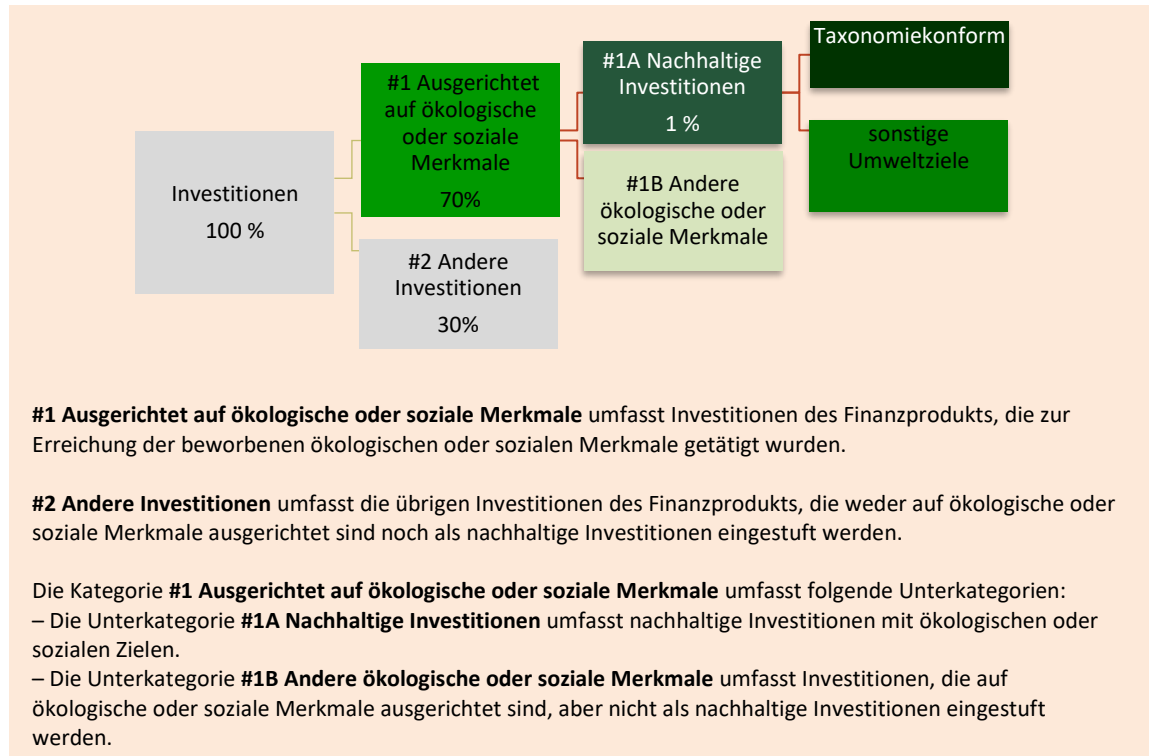 Investitionen
100 %
#1 Ausgerichtet
auf ökologische
oder soziale
Merkmale
70%
#2 Andere
Investitionen
30%
#1A Nachhaltige
Investitionen
1 %
#1B Andere
ökologische oder
soziale Merkmale
Taxonomiekonform
sonstige
Umweltziele
#1 Ausgerichtet auf ökologische oder soziale Merkmale umfasst Investitionen des Finanzprodukts, die zur
Erreichung der beworbenen ökologischen oder sozialen Merkmale getätigt wurden.
#2 Andere Investitionen umfasst die übrigen Investitionen des Finanzprodukts, die weder auf ökologische oder
soziale Merkmale ausgerichtet sind noch als nachhaltige Investitionen eingestuft werden.
Die Kategorie #1 Ausgerichtet auf ökologische oder soziale Merkmale umfasst folgende Unterkategorien:
– Die Unterkategorie #1A Nachhaltige Investitionen umfasst nachhaltige Investitionen mit ökologischen oder
sozialen Zielen.
– Die Unterkategorie #1B Andere ökologische oder soziale Merkmale umfasst Investitionen, die auf
ökologische oder soziale Merkmale ausgerichtet sind, aber nicht als nachhaltige Investitionen eingestuft
werden.